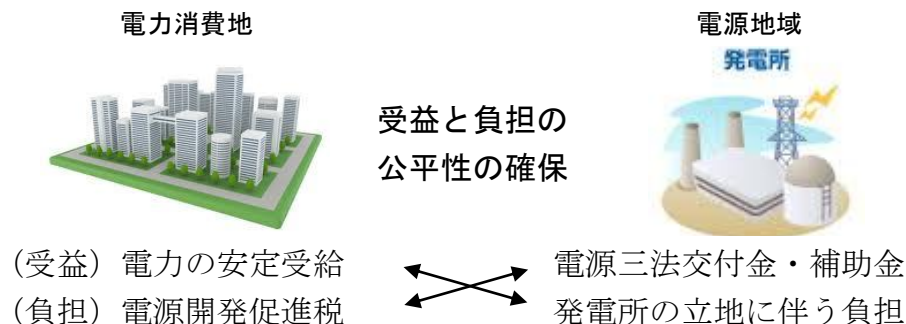 電力消費地
電源地域
発電所
受益と負担の
公平性の確保
(受益)電力の安定受給
電源三法交付金・補助金
(負担)電源開発促進税
発電所の立地に伴う負担